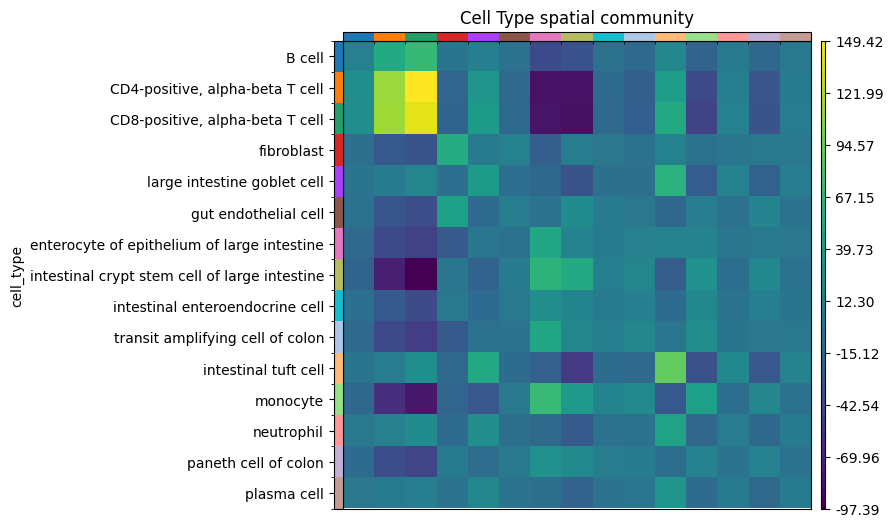 Cell Type spatial community
B cell
CD4-positive, alpha-beta T cell
CD8-positive, alpha-beta T cell
fibroblast
large intestine goblet cell
gut endothelial cell
enterocyte of epithelium of large intestine
intestinal crypt stem cell of large intestine
intestinal enteroendocrine cell
transit amplifying cell of colon
intestinal tuft cell
monocyte
neutrophil
paneth cell of colon
plasma cell
cell_type
149.42
121.99
94.57
67.15
39.73
12.30
-15.12
-42.54
-69.96
-97.39